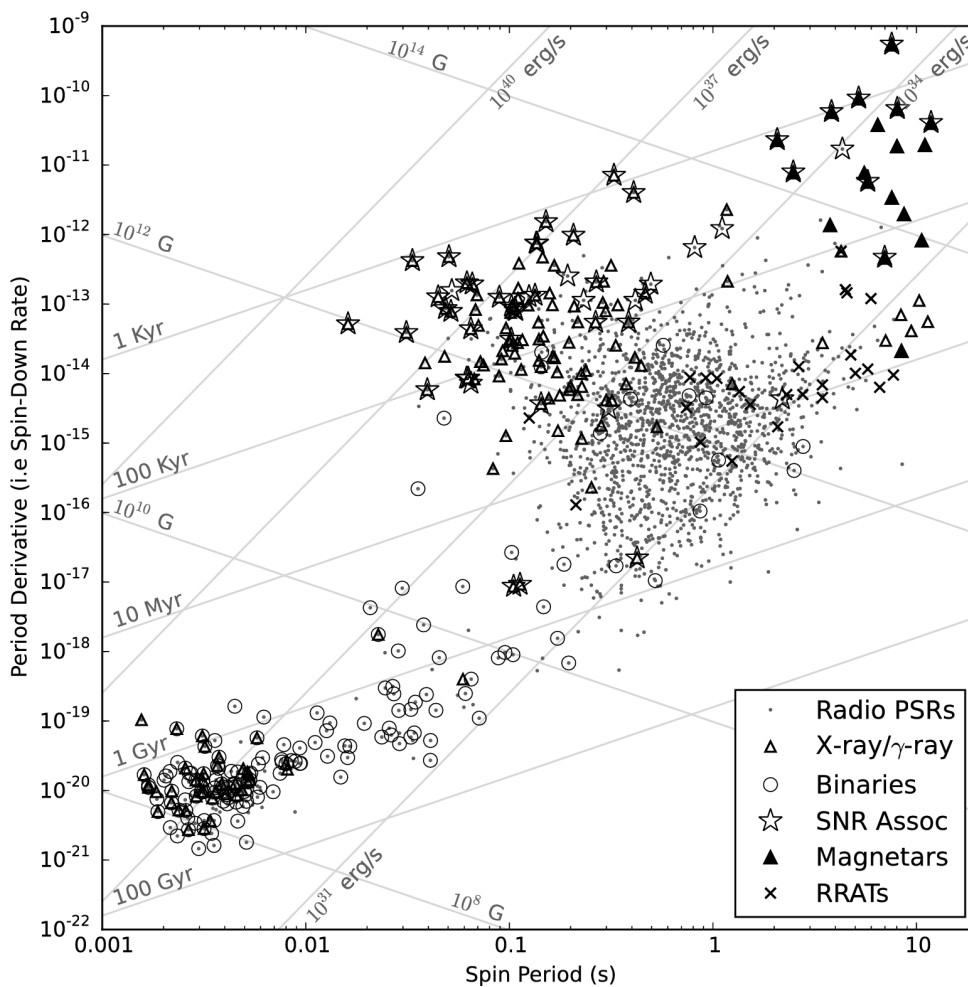 10^-9
10^-10
10^-11
10^-12
10^-13
10^-14
10^-15
10^-16
10^-17
10^-18
10^-19
10^-20
10^-21
10^-22
Period Derivative (i.e Spin-Down Rate)
10^14 G
10^40 erg/s
10^37 erg/s
10^34 erg/s
10^12 G
1 Kyr
100 Kyr
10^10 G
10 Myr
1 Gyr
100 Gyr
10^31 erg/s
10^8 G
Radio PSRs
X-ray/γ-ray
Binaries
SNR Assoc
Magnetars
RRATs
0.001
0.01
0.1
1
10
Spin Period (s)